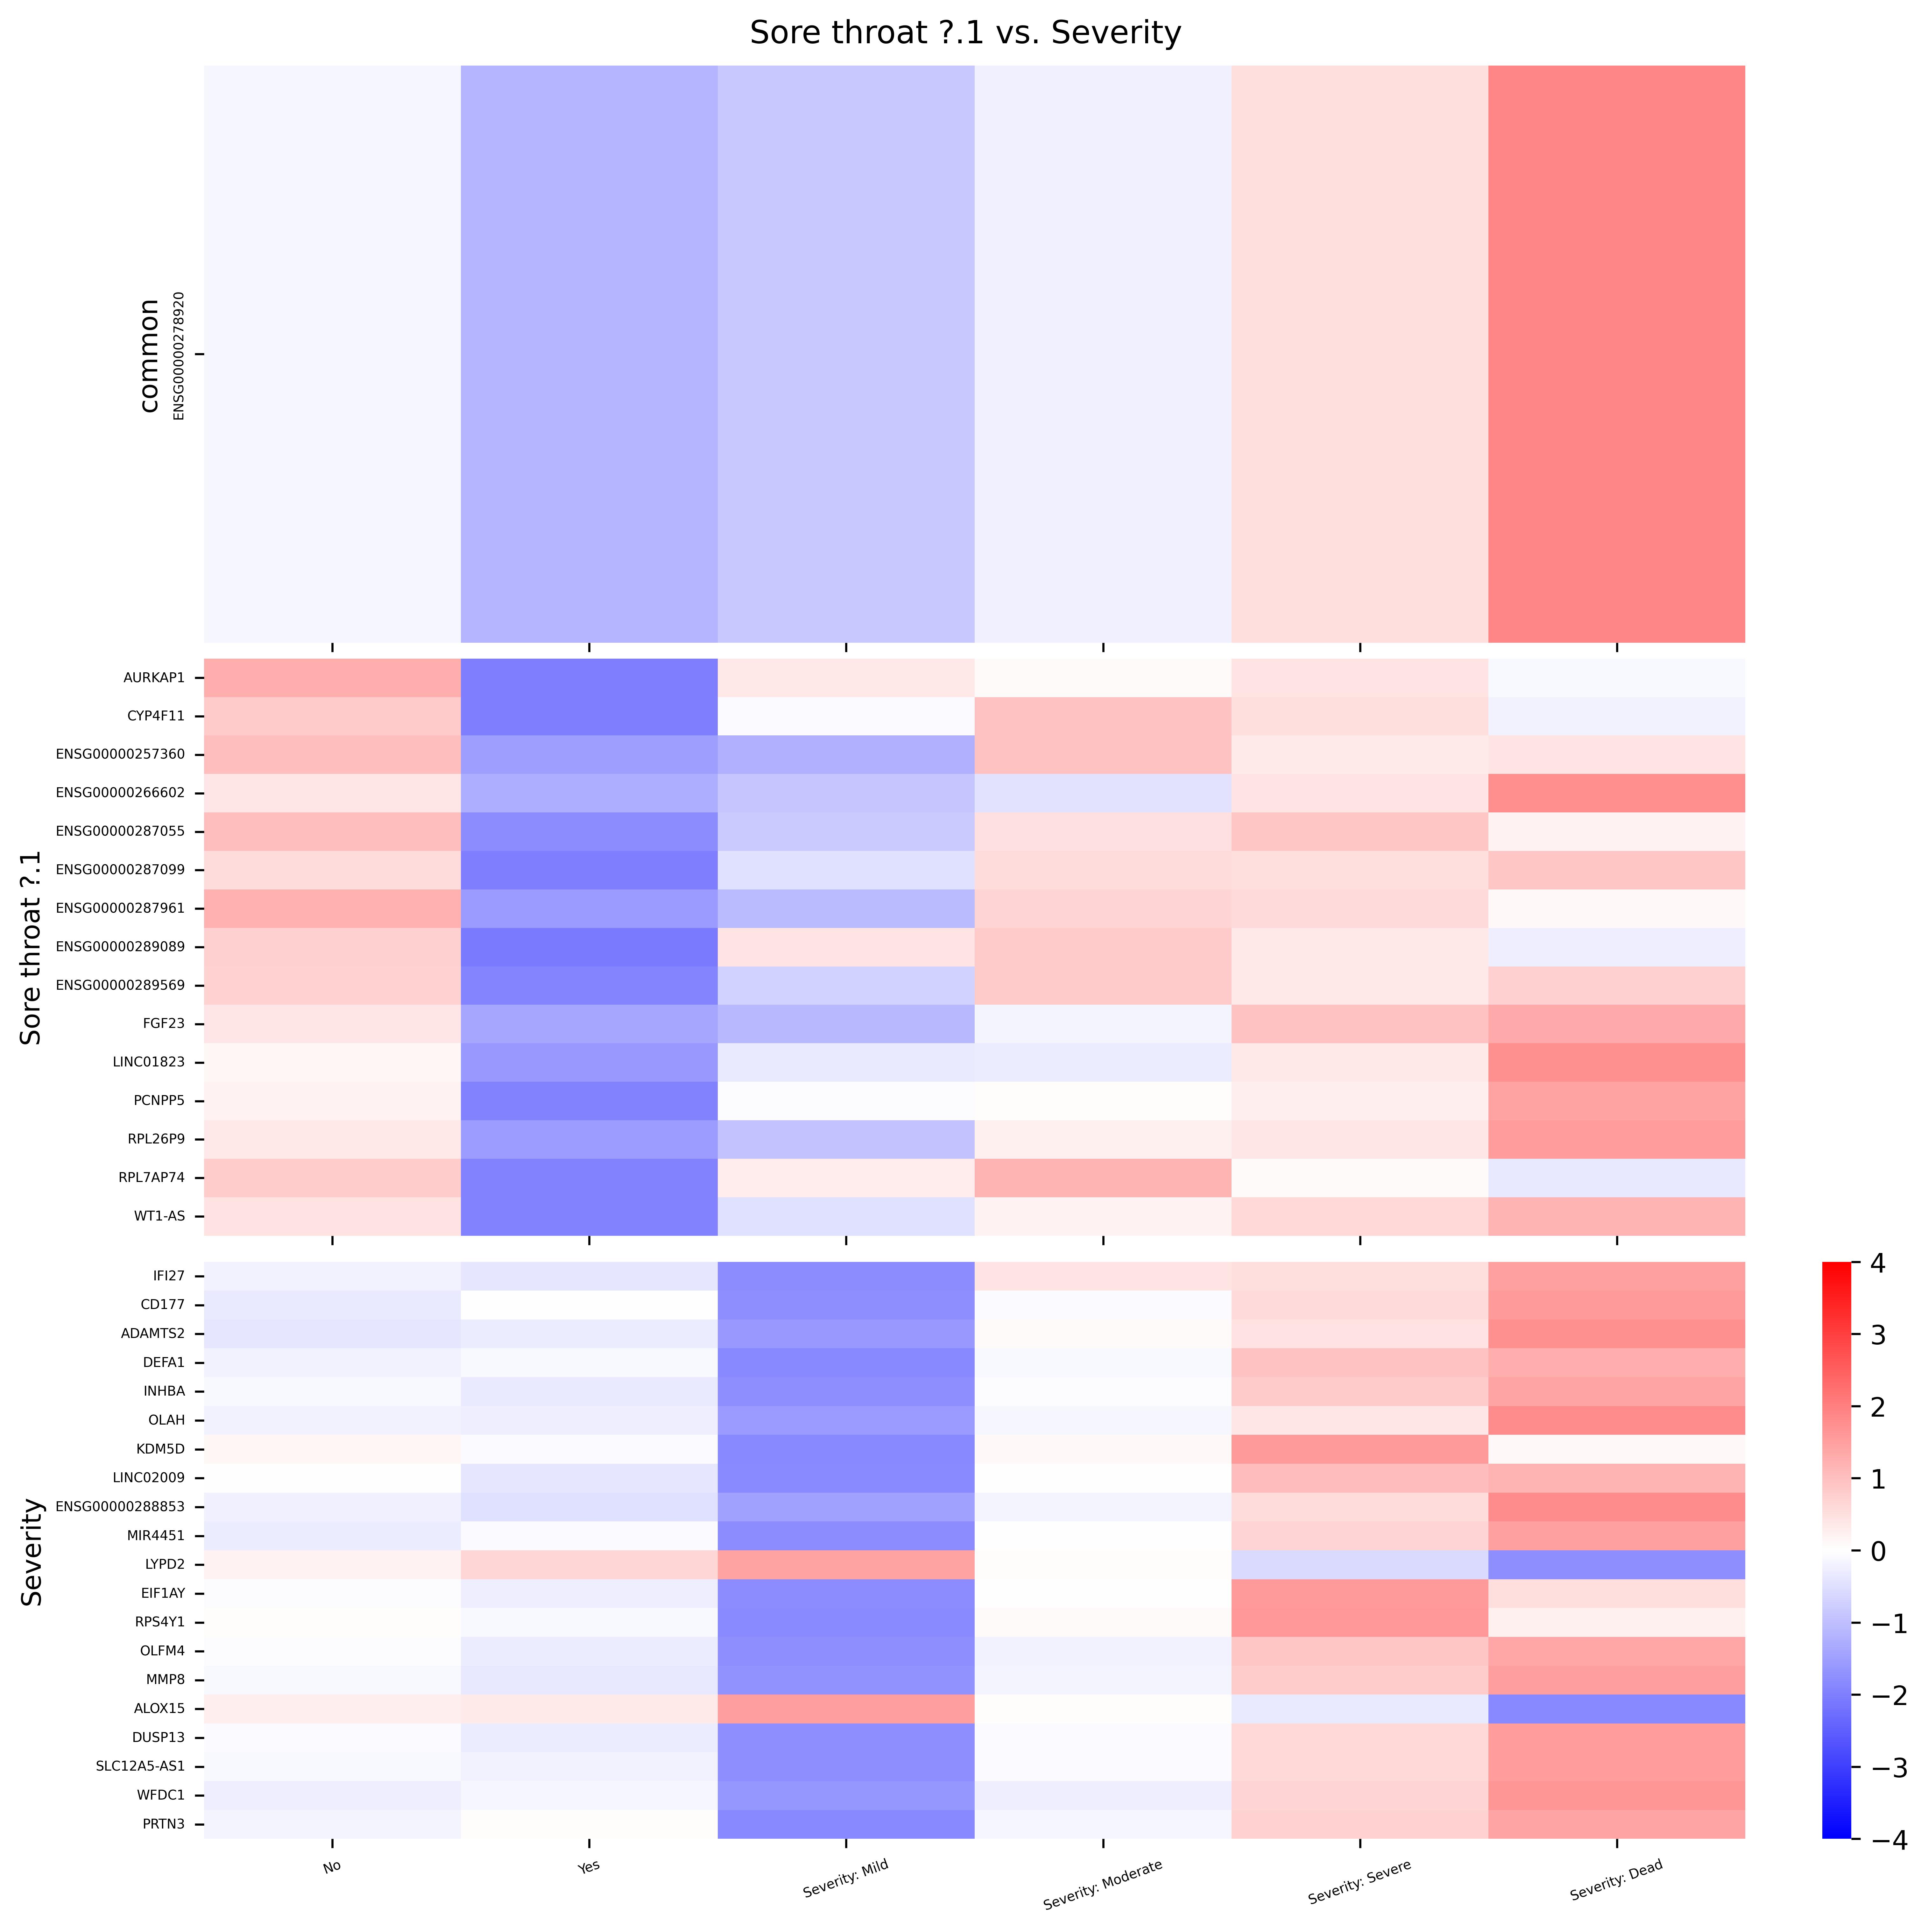 Sore throat ?.1 vs. Severity
common
ENSG00000278920
Sore throat ?.1
AURKAP1
CYP4F11
ENSG00000257360
ENSG00000266602
ENSG00000287055
ENSG00000287099
ENSG00000287961
ENSG00000289089
ENSG00000289569
FGF23
LINC01823
PCNPP5
RPL26P9
RPL7AP74
WT1-AS
Severity
IFI27
CD177
ADAMTS2
DEFA1
INHBA
OLAH
KDM5D
LINC02009
ENSG00000288853
MIR4451
LYPD2
EIF1AY
RPS4Y1
OLFM4
MMP8
ALOX15
DUSP13
SLC12A5-AS1
WFDC1
PRTN3
No
Yes
Severity: Mild
Severity: Moderate
Severity: Severe
Severity: Dead
4
3
2
1
0
−1
−2
−3
−4